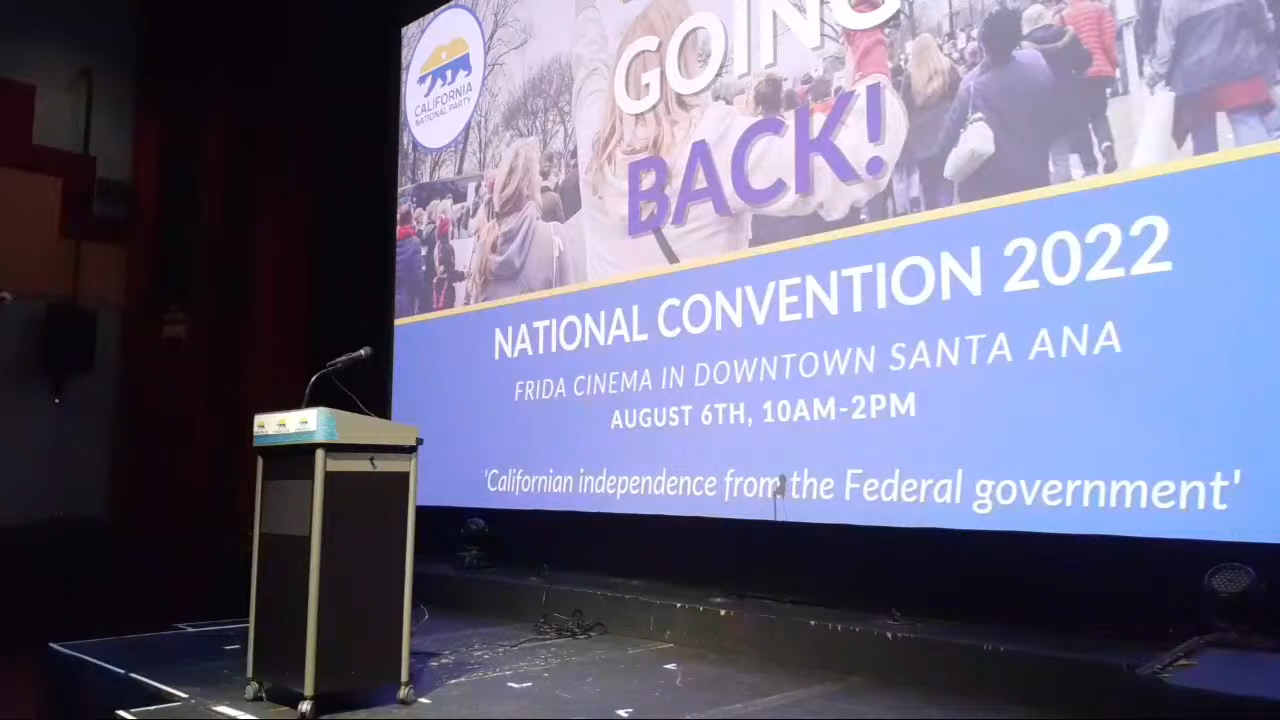 CALIFORNIA
NATIONAL PARTY
GOING
BACK!
NATIONAL CONVENTION 2022
FRIDA CINEMA IN DOWNTOWN SANTA ANA
AUGUST 6TH, 10AM-2PM
'Californian independence from the Federal government'